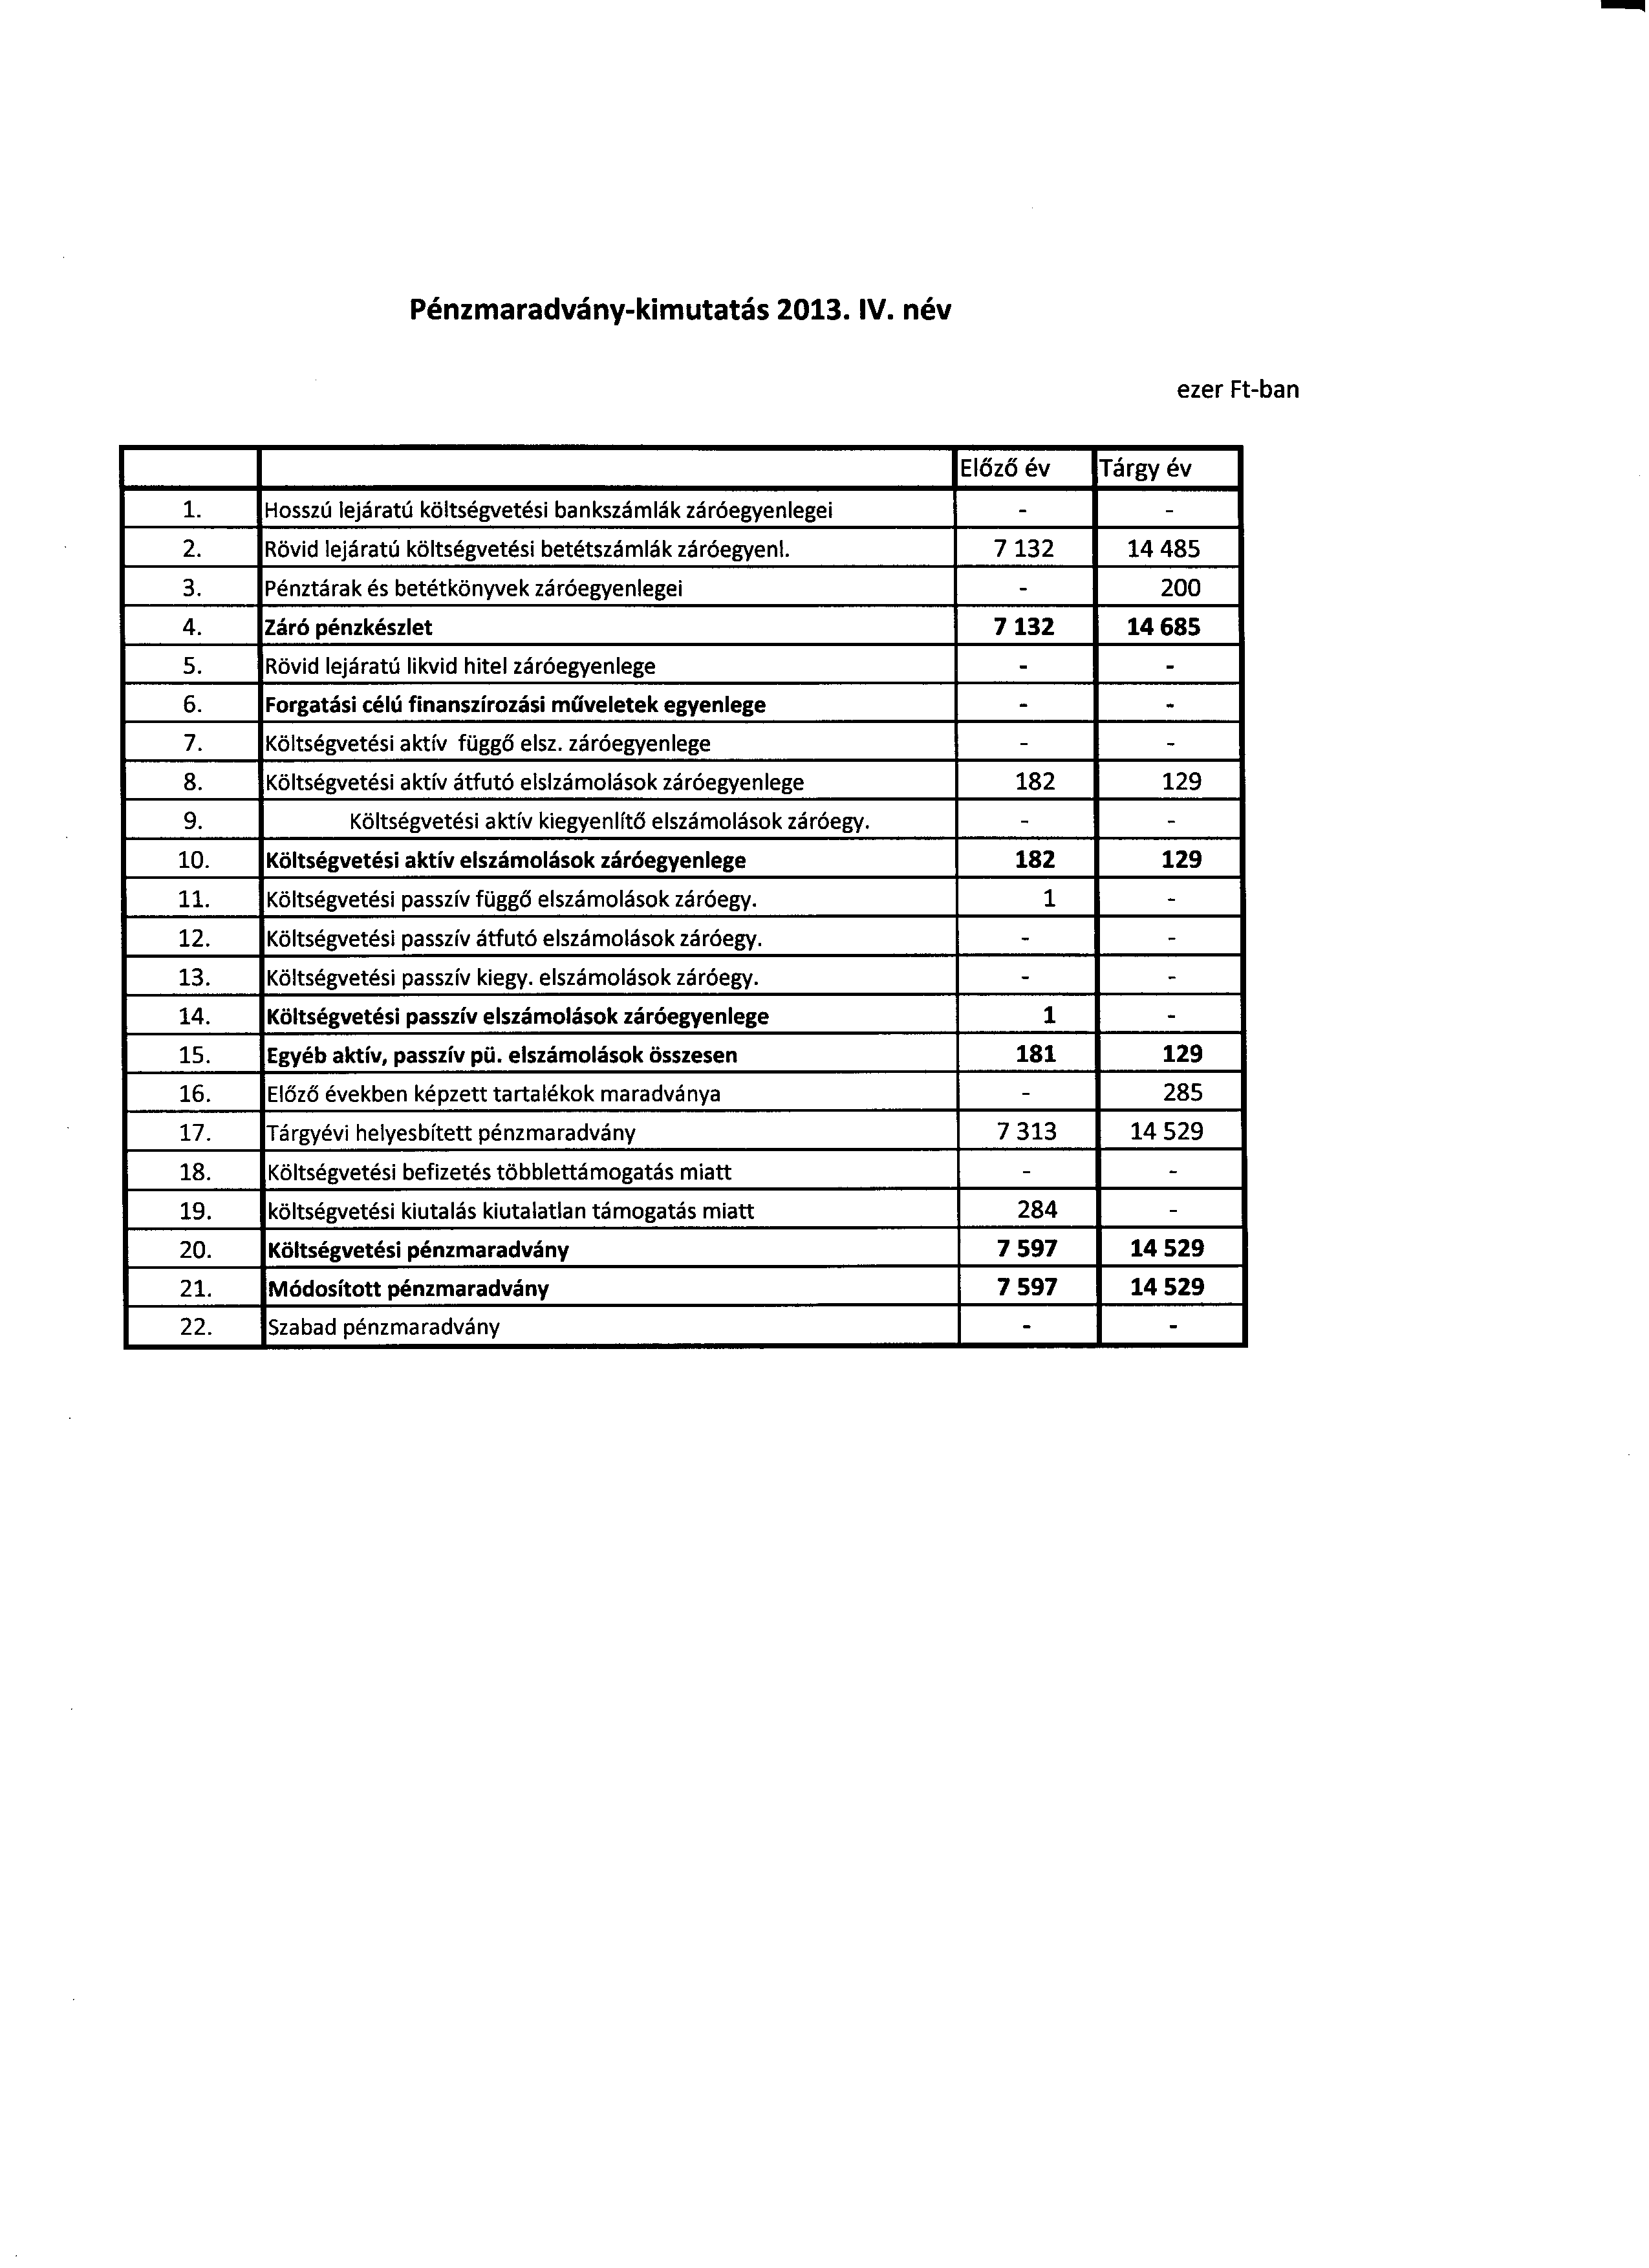 Pénzmaradvány-kimutatás 2013. IV. név
ezer Ft-ban
Előző év Tárgy év
1. Hosszú lejáratú költségvetési bankszámlák záróegyenlegei - -
2. Rövid lejáratú költségvetési betétszámlák záróegyenl. 7 132 14 485
3. Pénztárak és betétkönyvek záróegyenlegei - 200
4. Záró pénzkészlet 7 132 14 685
5. Rövid lejáratú likvid hitel záróegyenlege - -
6. Forgatási célú finanszírozási műveletek egyenlege - -
7. Költségvetési aktív függő elsz. záróegyenlege - -
8. Költségvetési aktív átfutó elslzámolások záróegyenlege 182 129
9. Költségvetési aktív kiegyenlítő elszámolások záróegy. - -
10. Költségvetési aktív elszámolások záróegyenlege 182 129
11. Költségvetési passzív függő elszámolások záróegy. 1 -
12. Költségvetési passzív átfutó elszámolások záróegy. - -
13. Költségvetési passzív kiegy. elszámolások záróegy. - -
14. Költségvetési passzív elszámolások záróegyenlege 1 -
15. Egyéb aktív, passzív pü. elszámolások összesen 181 129
16. Előző években képzett tartalékok maradványa - 285
17. Tárgyévi helyesbített pénzmaradvány 7 313 14 529
18. Költségvetési befizetés többlettámogatás miatt - -
19. költségvetési kiutalás kiutalatlan támogatás miatt 284 -
20. Költségvetési pénzmaradvány 7 597 14 529
21. Módosított pénzmaradvány 7 597 14 529
22. Szabad pénzmaradvány - -